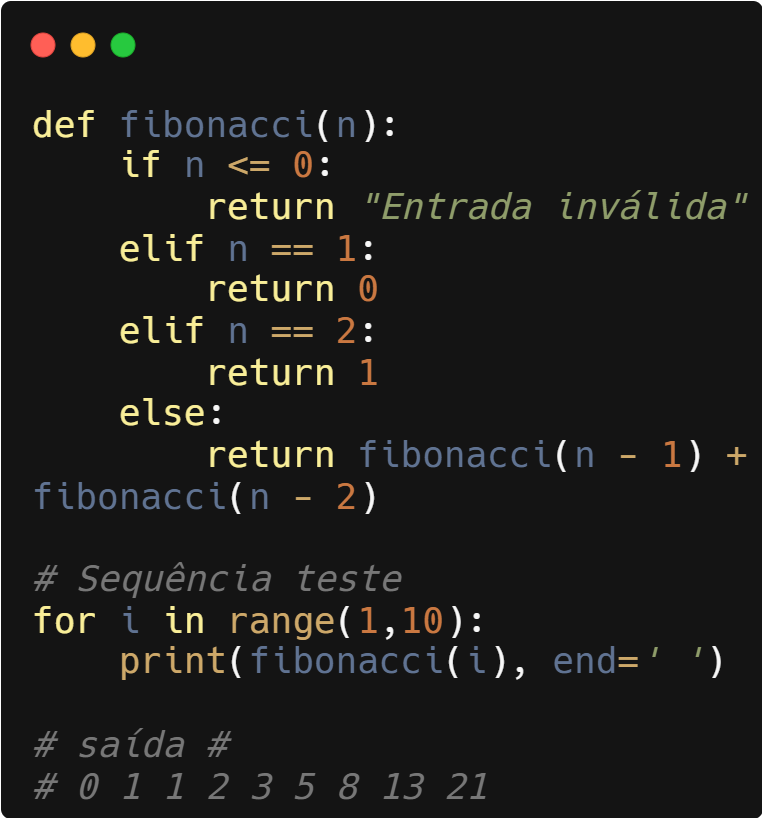 def fibonacci(n):
    if n <= 0:
        return "Entrada inválida"
    elif n == 1:
        return 0
    elif n == 2:
        return 1
    else:
        return fibonacci(n - 1) +
fibonacci(n - 2)

# Sequência teste
for i in range(1,10):
    print(fibonacci(i), end=' ')

# saída #
# 0 1 1 2 3 5 8 13 21